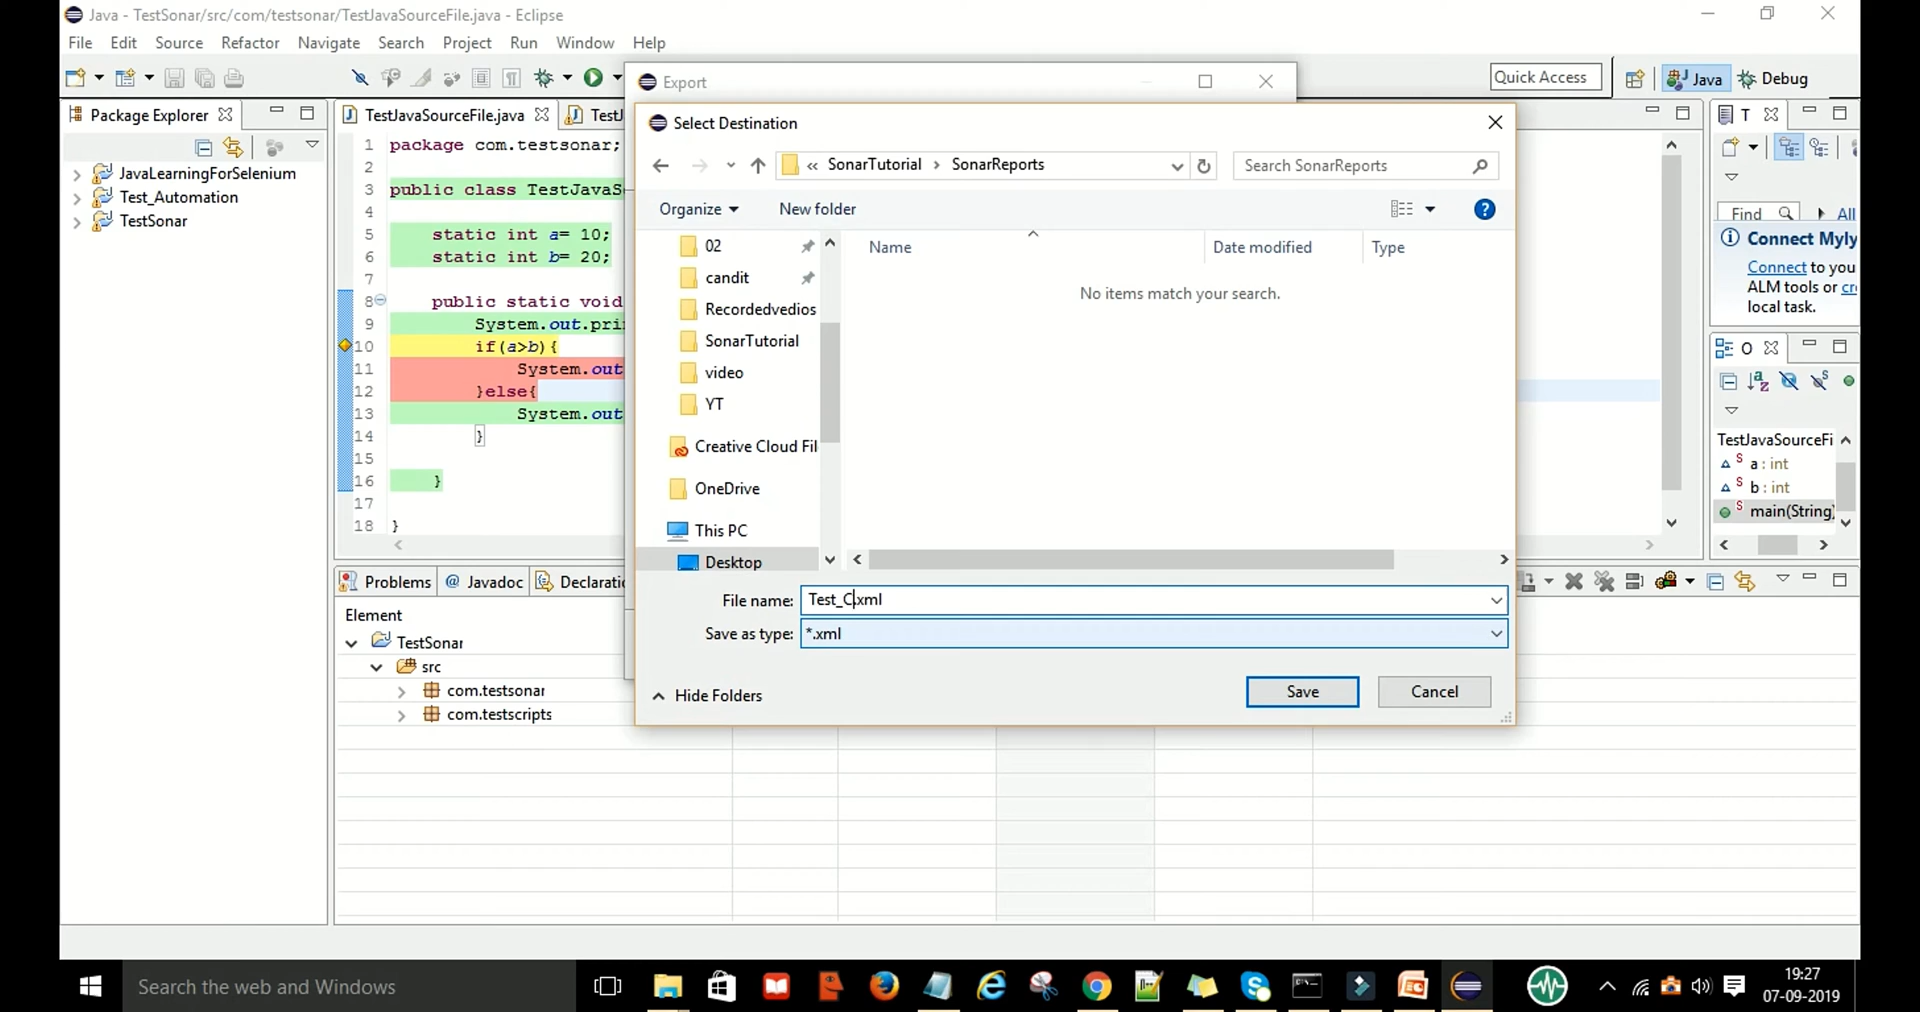 Java - TestSonar/src/com/testsonar/TestJavaSourceFile.java - Eclipse
File Edit Source Refactor Navigate Search Project Run Window Help
Quick Access
Java
Debug
Package Explorer
JavaLearningForSelenium
Test_Automation
TestSonar
TestJavaSourceFile.java
TestJ
1 package com.testsonar;
2
3 public class TestJavaS
4
5 static int a= 10;
6 static int b= 20;
7
8 public static void
9 System.out.pri
10 if(a>b){
11 System.out
12 }else{
13 System.out
14 }
15
16 }
17
18 }
Export
Select Destination
« SonarTutorial › SonarReports
Search SonarReports
Organize
New folder
02
candit
Recordedvedios
SonarTutorial
video
YT
Creative Cloud Fil
OneDrive
This PC
Desktop
Name Date modified Type
No items match your search.
File name: Test_C.xml
Save as type: *.xml
Hide Folders
Save
Cancel
T
Find
All
Connect Myly
Connect to you
ALM tools or cr
local task.
O
TestJavaSourceFi
a : int
b : int
main(String
Problems
@ Javadoc
Declaratio
Element
TestSonar
src
com.testsonar
com.testscripts
Search the web and Windows
19:27
07-09-2019